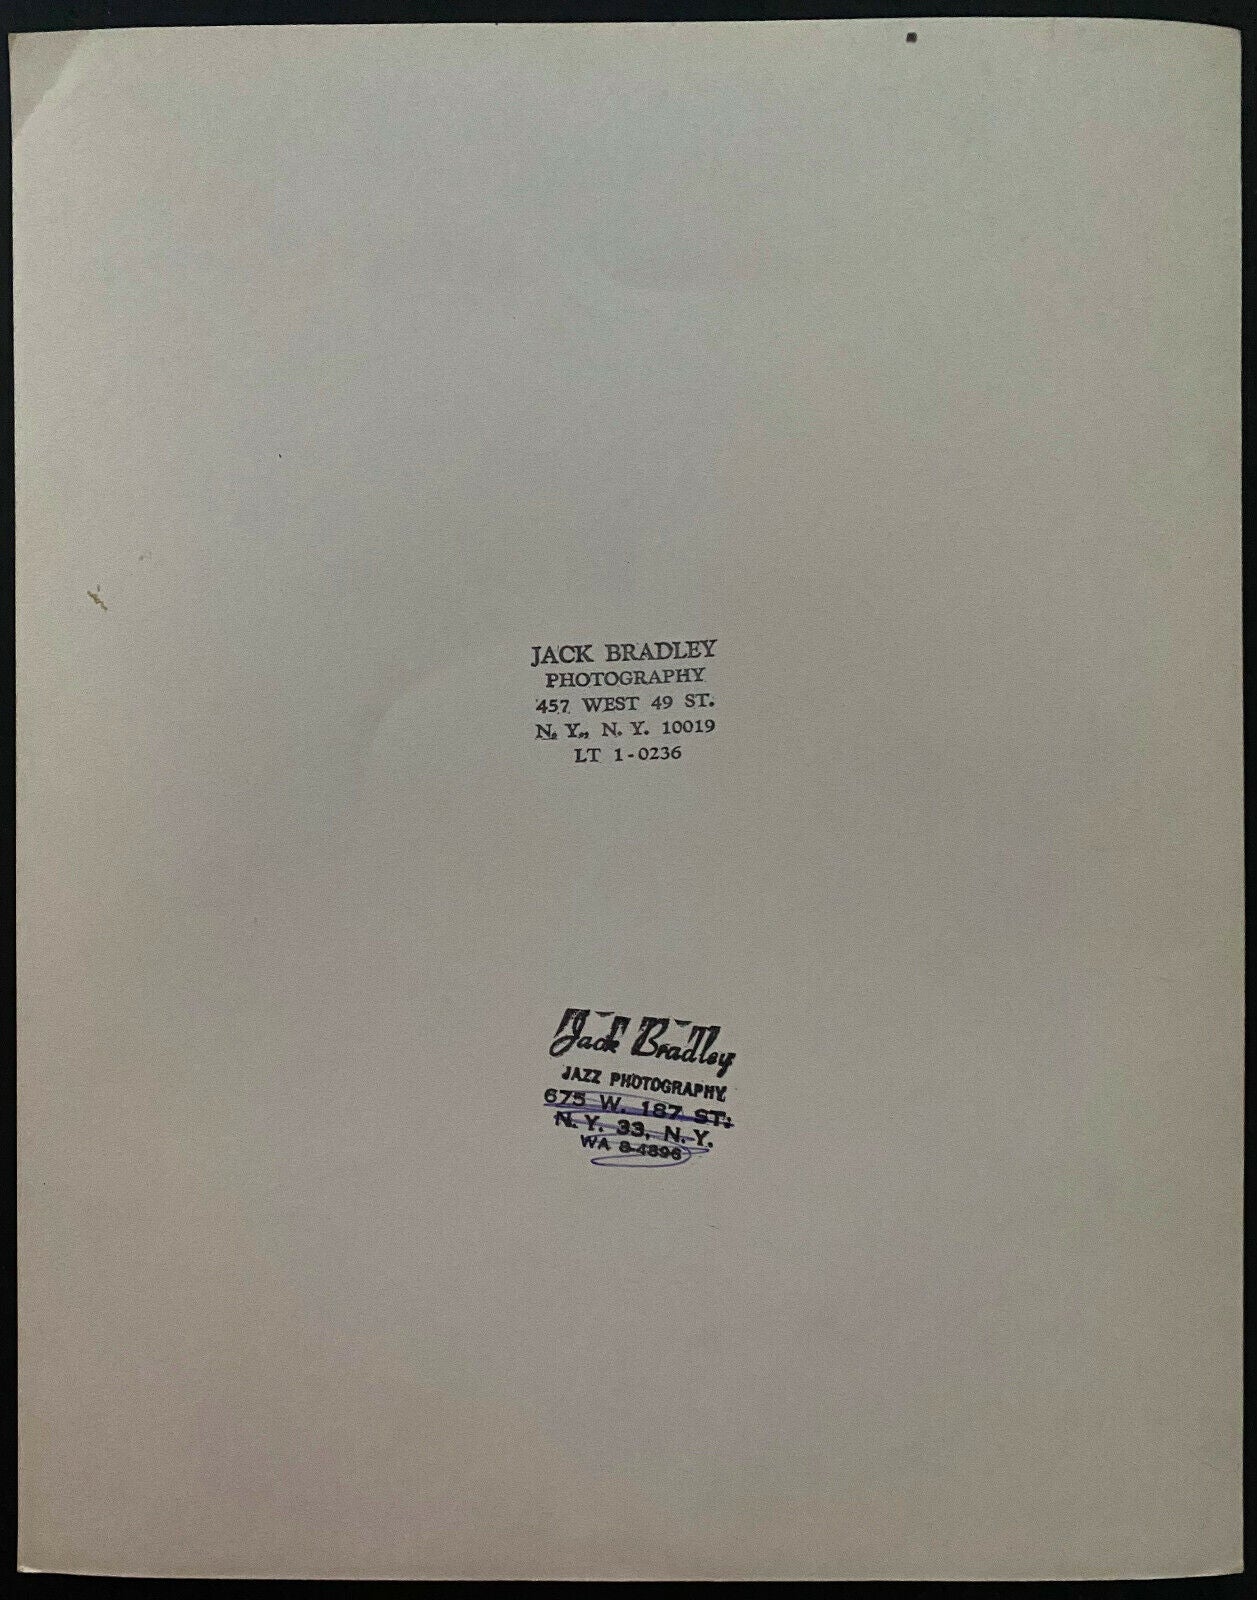 JACK BRADLEY
PHOTOGRAPHY
457 WEST 49 ST.
N. Y., N. Y. 10019
LT 1-0236
Jack Bradley
JAZZ PHOTOGRAPHY
675 W. 187 ST.
N. Y. 33, N. Y.
WA 8-4896